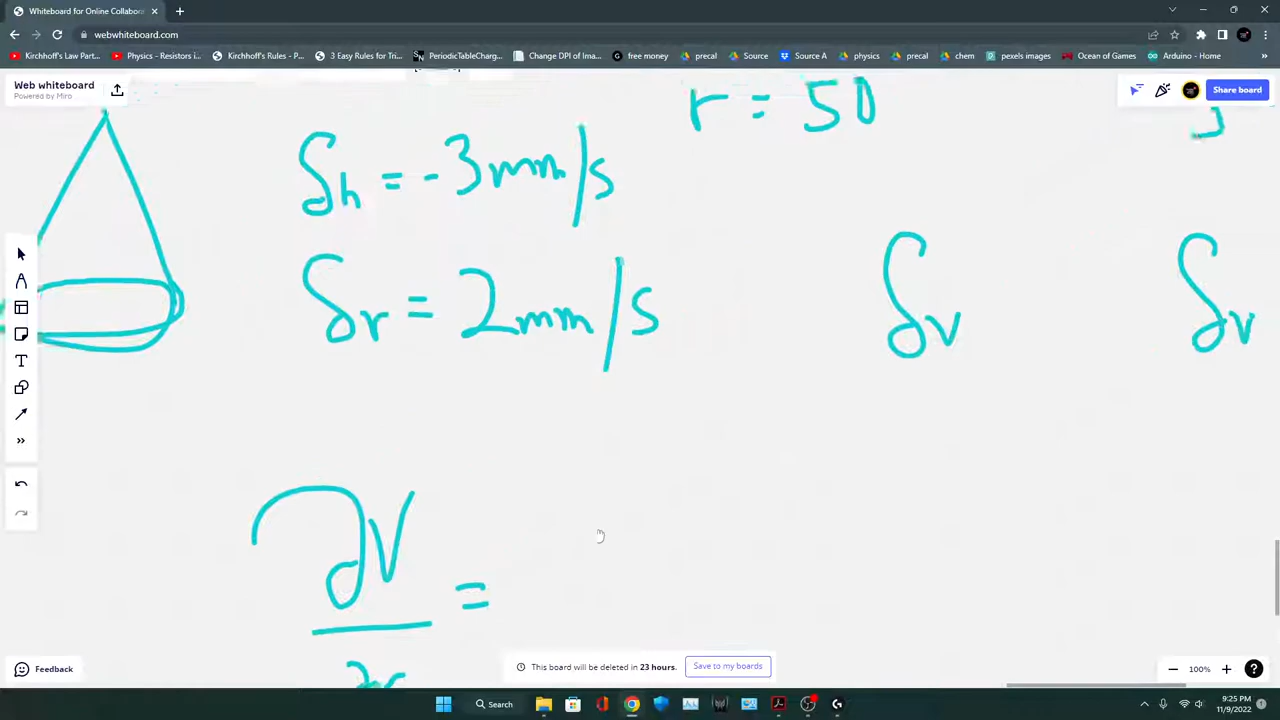 Whiteboard for Online Collabora
webwhiteboard.com
Kirchhoff's Law Part...
Physics - Resistors i...
Kirchhoff's Rules - P...
3 Easy Rules for Tri...
PeriodicTableCharg...
Change DPI of Ima...
free money
precal
Source
Source A
physics
precal
chem
pexels images
Ocean of Games
Arduino - Home
Web whiteboard
Powered by Miro
Share board
r = 50
δh = -3mm/s
δr = 2mm/s
δv
δv
∂V
=
Feedback
This board will be deleted in 23 hours.
Save to my boards
100%
Search
9:25 PM
11/9/2022